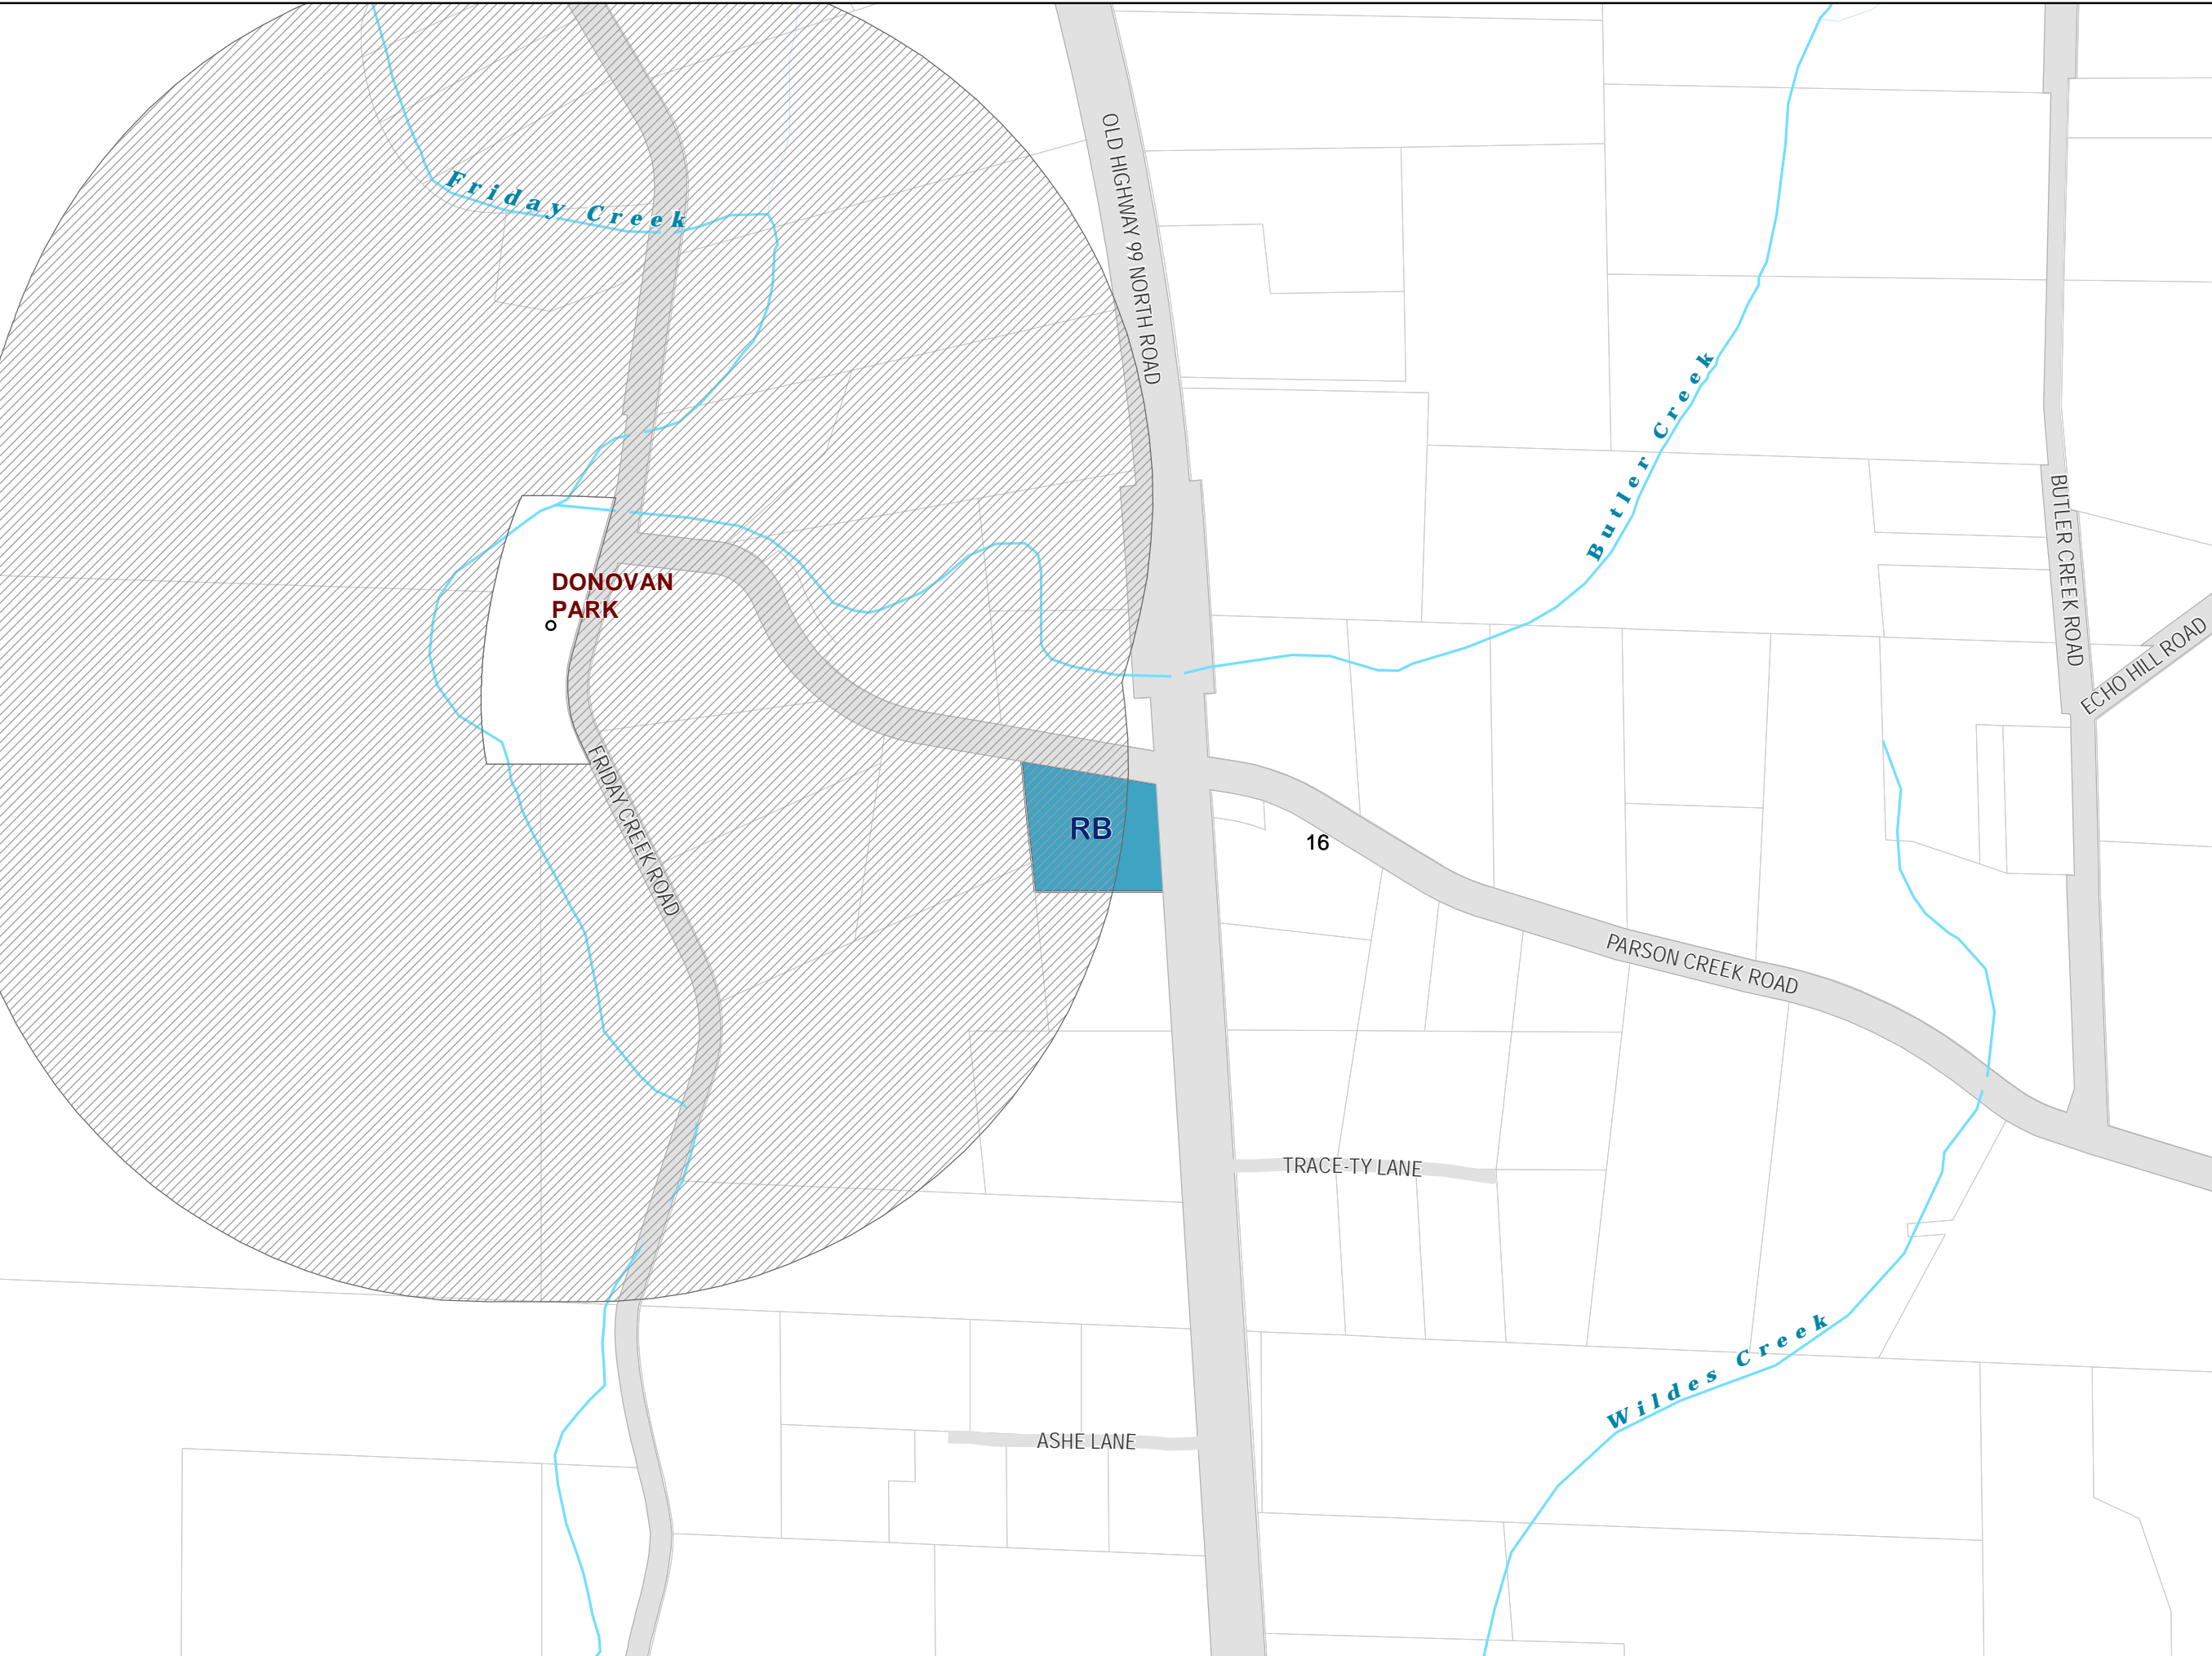 OLD HIGHWAY 99 NORTH ROAD
Friday Creek
Butler Creek
BUTLER CREEK ROAD
DONOVAN
PARK
ECHO HILL ROAD
FRIDAY CREEK ROAD
RB
16
PARSON CREEK ROAD
TRACE-TY LANE
Wildes Creek
ASHE LANE